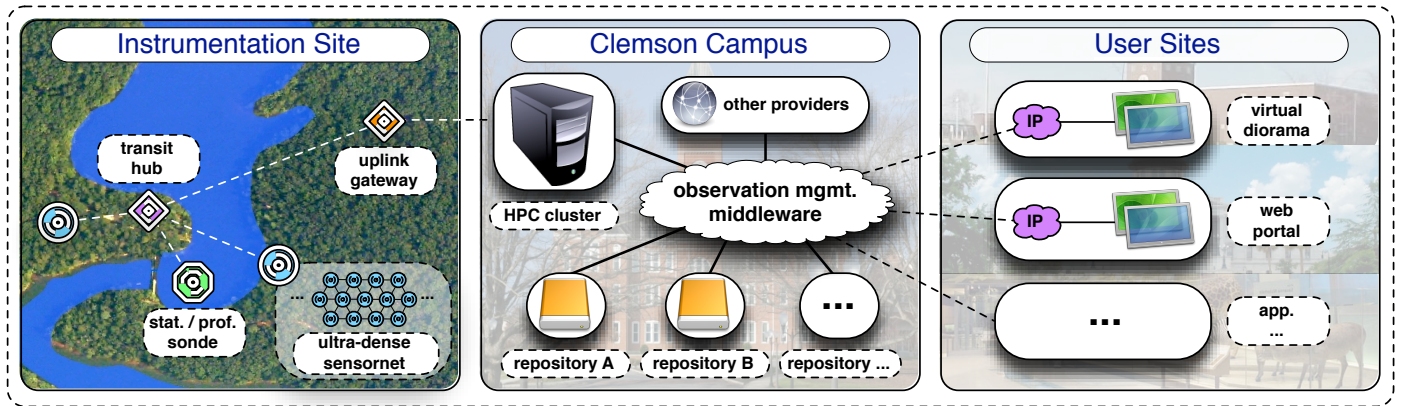 Instrumentation Site
transit
hub
uplink
gateway
stat. / prof.
sonde
...
...
ultra-dense
sensornet
Clemson Campus
other providers
HPC cluster
observation mgmt.
middleware
...
repository A
repository B
repository ...
User Sites
IP
virtual
diorama
IP
web
portal
...
app.
...